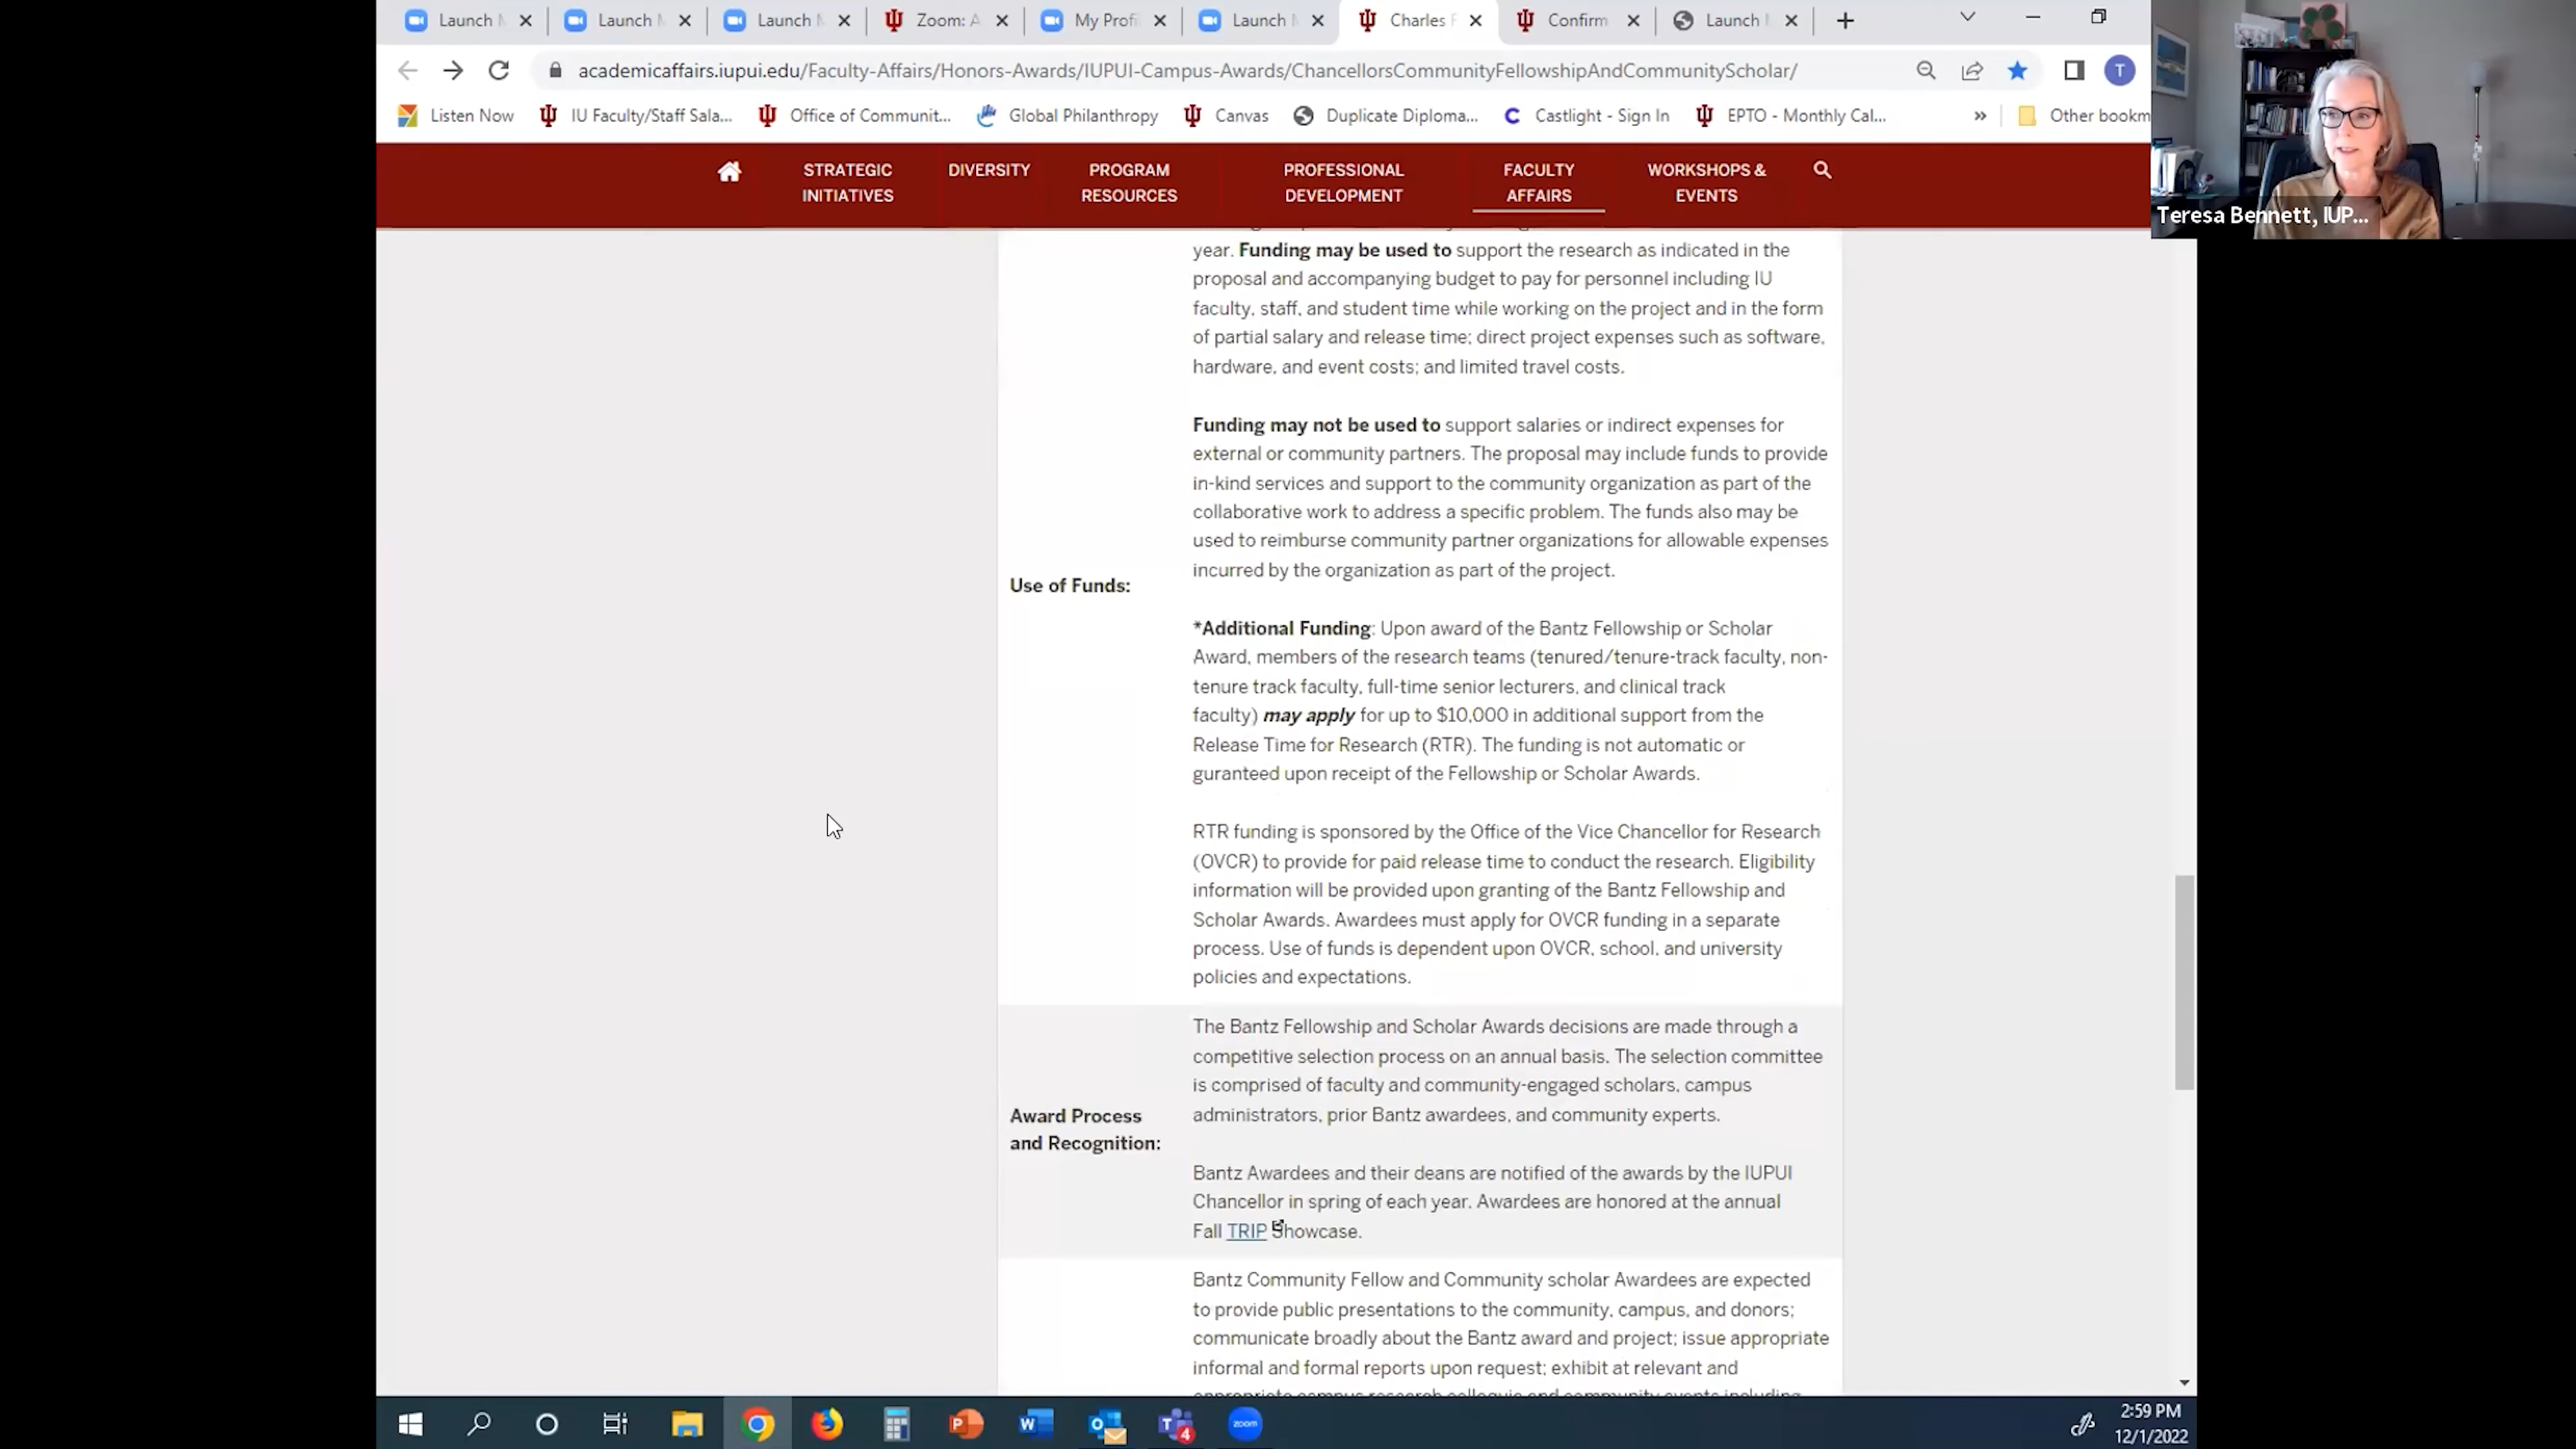 Launch
Launch
Launch
Zoom: A
My Profi
Launch
Charles
Confirm
Launch
academicaffairs.iupui.edu/Faculty-Affairs/Honors-Awards/IUPUI-Campus-Awards/ChancellorsCommunityFellowshipAndCommunityScholar/
T
Listen Now
IU Faculty/Staff Sala...
Office of Communit...
Global Philanthropy
Canvas
Duplicate Diploma...
Castlight - Sign In
EPTO - Monthly Cal...
»
Other bookm
STRATEGIC
INITIATIVES
DIVERSITY
PROGRAM
RESOURCES
PROFESSIONAL
DEVELOPMENT
FACULTY
AFFAIRS
WORKSHOPS &
EVENTS
Teresa Bennett, IUP...
year. Funding may be used to support the research as indicated in the
proposal and accompanying budget to pay for personnel including IU
faculty, staff, and student time while working on the project and in the form
of partial salary and release time; direct project expenses such as software,
hardware, and event costs; and limited travel costs.
Funding may not be used to support salaries or indirect expenses for
external or community partners. The proposal may include funds to provide
in-kind services and support to the community organization as part of the
collaborative work to address a specific problem. The funds also may be
used to reimburse community partner organizations for allowable expenses
incurred by the organization as part of the project.
Use of Funds:
*Additional Funding: Upon award of the Bantz Fellowship or Scholar
Award, members of the research teams (tenured/tenure-track faculty, non-
tenure track faculty, full-time senior lecturers, and clinical track
faculty) may apply for up to $10,000 in additional support from the
Release Time for Research (RTR). The funding is not automatic or
guranteed upon receipt of the Fellowship or Scholar Awards.
RTR funding is sponsored by the Office of the Vice Chancellor for Research
(OVCR) to provide for paid release time to conduct the research. Eligibility
information will be provided upon granting of the Bantz Fellowship and
Scholar Awards. Awardees must apply for OVCR funding in a separate
process. Use of funds is dependent upon OVCR, school, and university
policies and expectations.
The Bantz Fellowship and Scholar Awards decisions are made through a
competitive selection process on an annual basis. The selection committee
is comprised of faculty and community-engaged scholars, campus
administrators, prior Bantz awardees, and community experts.
Award Process
and Recognition:
Bantz Awardees and their deans are notified of the awards by the IUPUI
Chancellor in spring of each year. Awardees are honored at the annual
Fall TRIP Showcase.
Bantz Community Fellow and Community scholar Awardees are expected
to provide public presentations to the community, campus, and donors;
communicate broadly about the Bantz award and project; issue appropriate
informal and formal reports upon request; exhibit at relevant and
appropriate campus research colloquia and community events including
4
zoom
2:59 PM
12/1/2022